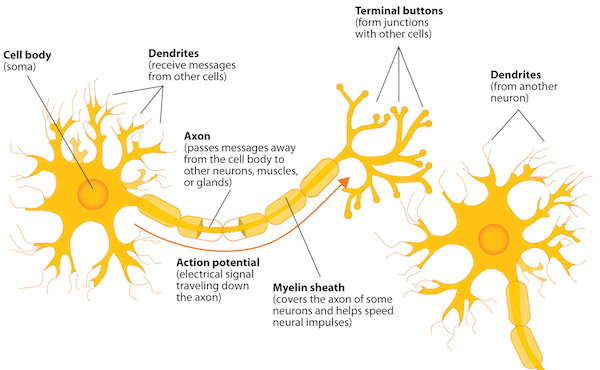 Terminal buttons
(form junctions
with other cells)
Cell body
(soma)
Dendrites
(receive messages
from other cells)
Dendrites
(from another
neuron)
Axon
(passes messages away
from the cell body to
other neurons, muscles,
or glands)
Action potential
(electrical signal
traveling down
the axon)
Myelin sheath
(covers the axon of some
neurons and helps speed
neural impulses)